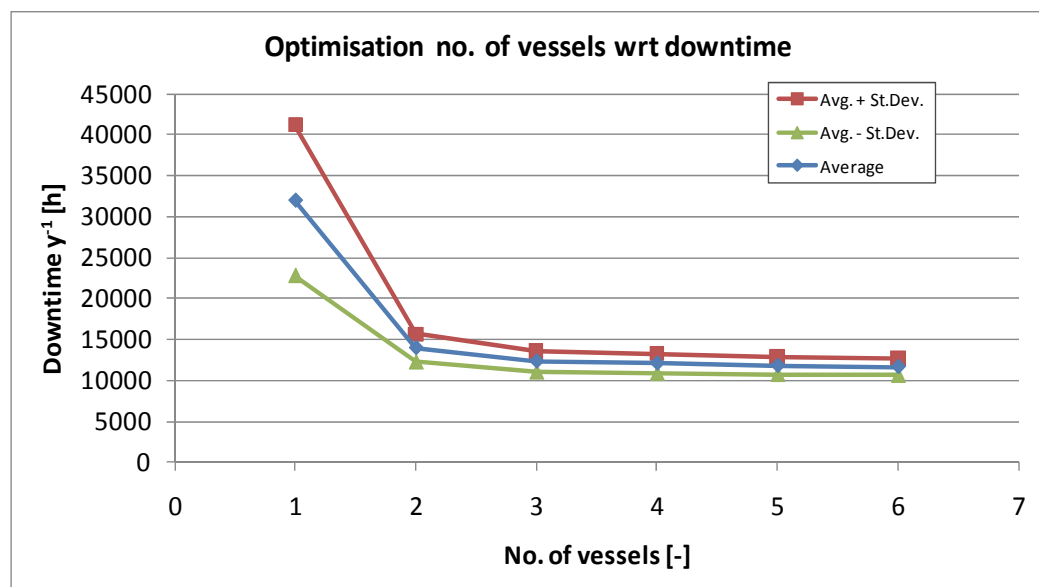 Optimisation no. of vessels wrt downtime
45000
40000
35000
30000
25000
20000
15000
10000
5000
0
Downtime y⁻¹ [h]
Avg. + St.Dev.
Avg. - St.Dev.
Average
0 1 2 3 4 5 6 7
No. of vessels [-]